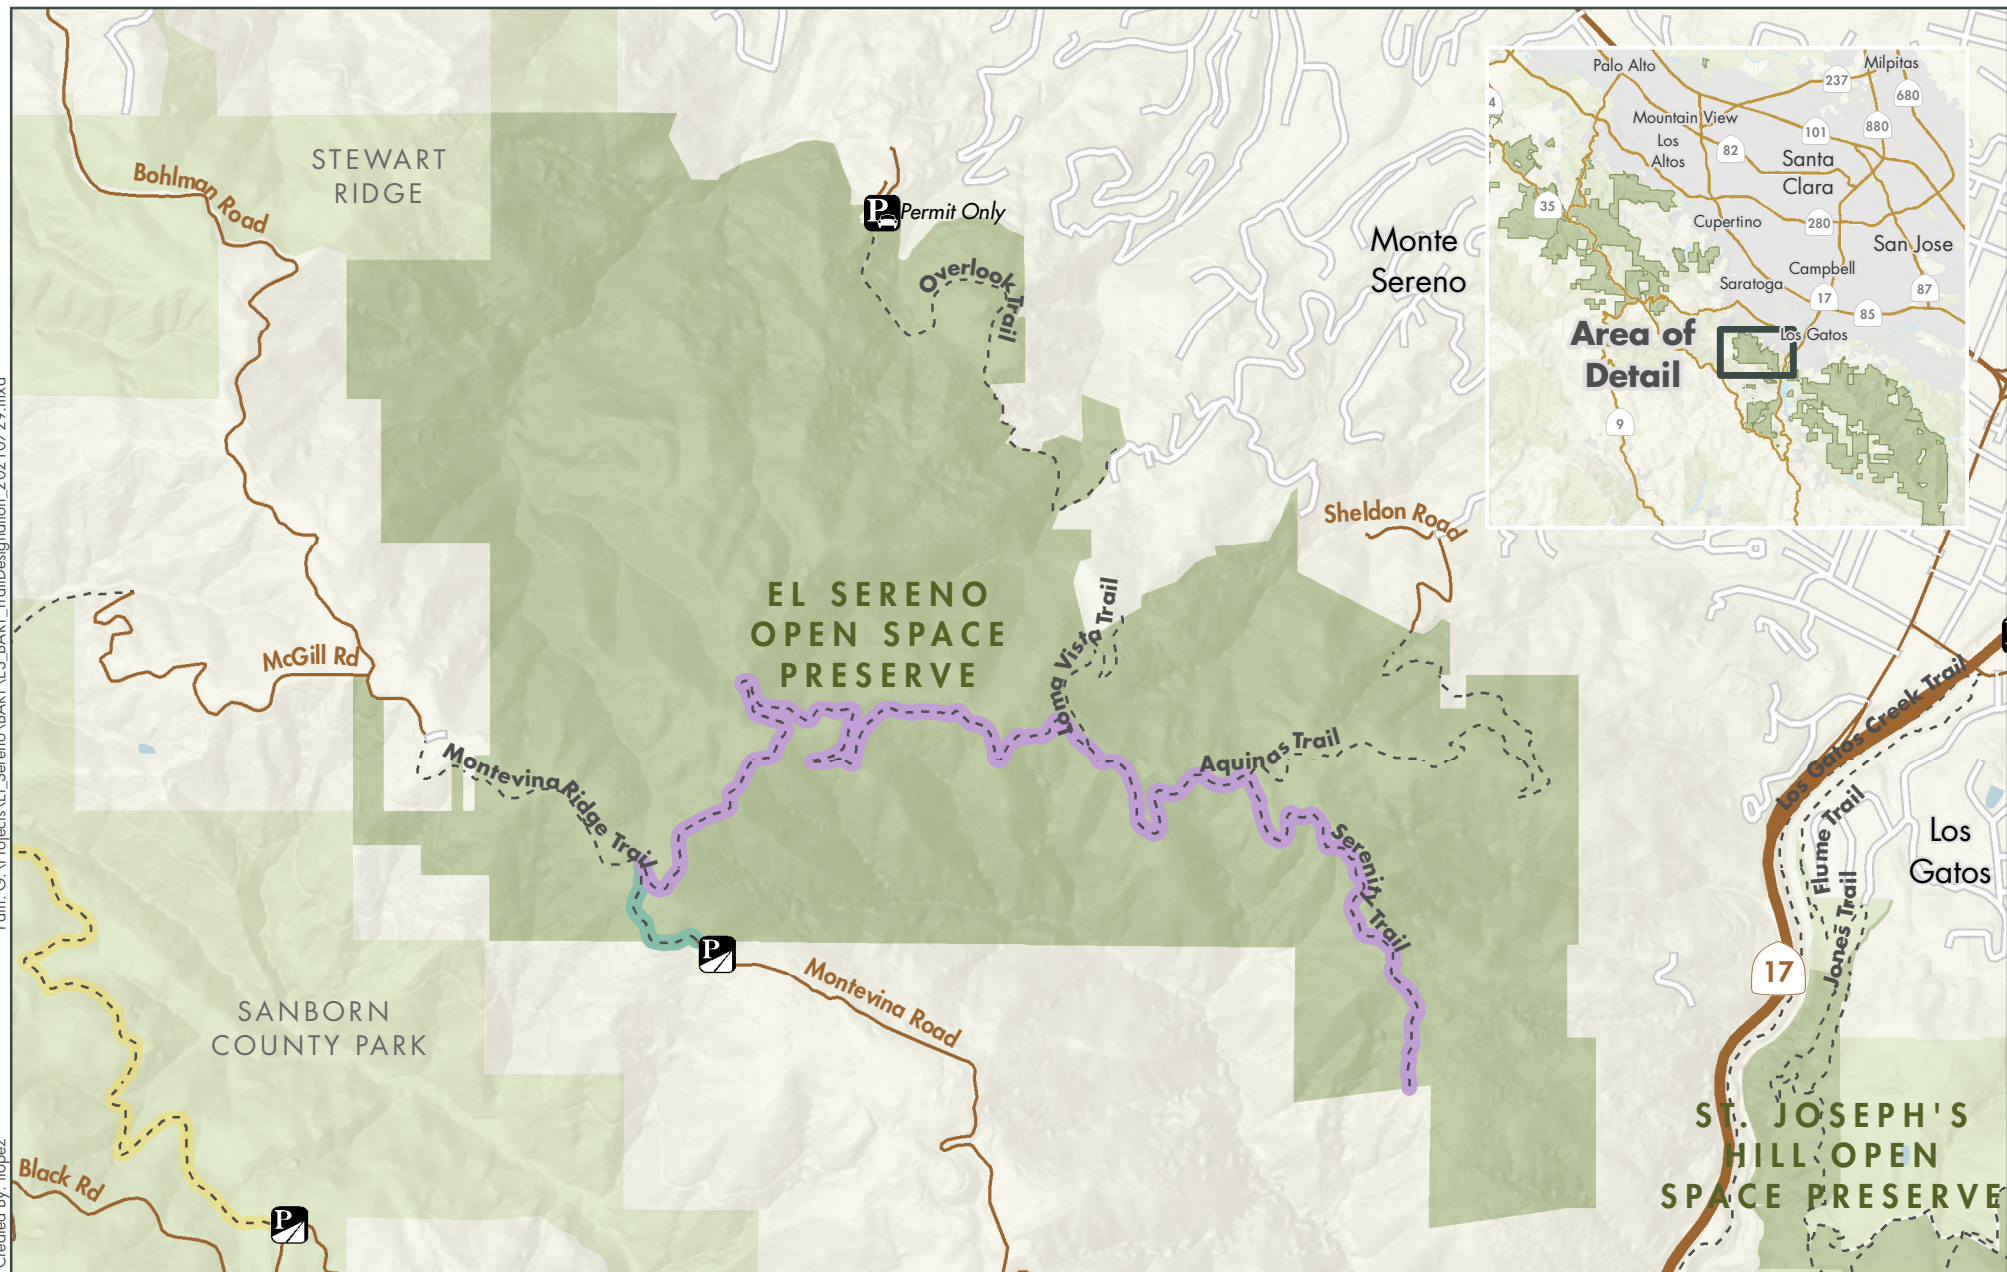 STEWART
RIDGE
Bohlman Road
P
Permit Only
Overlook Trail
Monte
Sereno
Palo Alto
Milpitas
237
680
4
Mountain View
101
880
Los
Altos
82
Santa
Clara
35
Cupertino
280
San Jose
Campbell
Saratoga
17
87
85
Area of
Detail
Los Gatos
9
Sheldon Road
EL SERENO
OPEN SPACE
PRESERVE
Loma Vista Trail
McGill Rd
Montevina Ridge Trail
Aquinas Trail
Serenity Trail
Los Gatos Creek Trail
Flume Trail
Jones Trail
Los
Gatos
P
Montevina Road
17
SANBORN
COUNTY PARK
ST. JOSEPH'S
HILL OPEN
SPACE PRESERVE
Black Rd
P